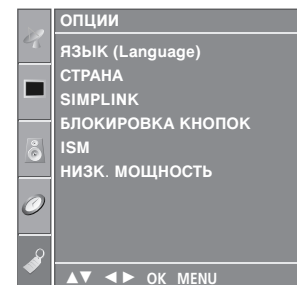 ОПЦИИ
ЯЗЫК (Language)
СТРАНА
SIMPLINK
БЛОКИРОВКА КНОПОК
ISM
НИЗК. МОЩНОСТЬ
▲▼ ◄► OK MENU